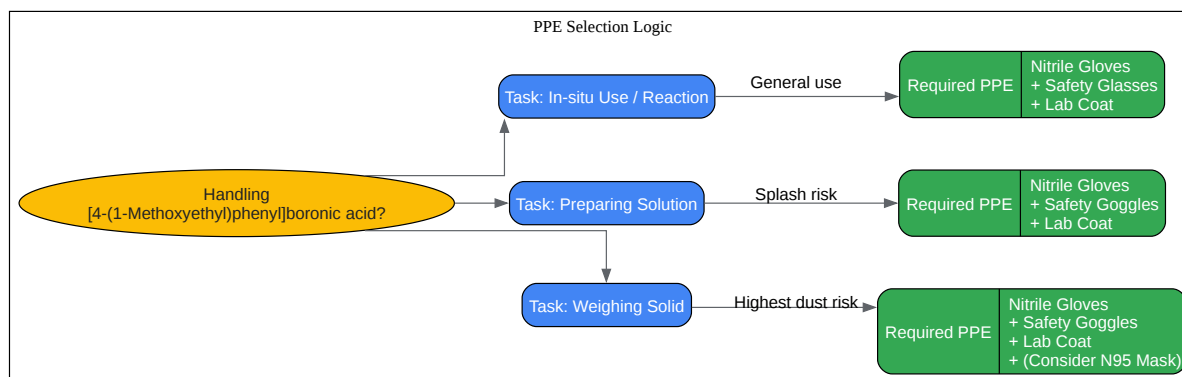 PPE Selection Logic
Handling
[4-(1-Methoxyethyl)phenyl]boronic acid?
Task: In-situ Use / Reaction
General use
Required PPE
Nitrile Gloves
+ Safety Glasses
+ Lab Coat
Task: Preparing Solution
Splash risk
Required PPE
Nitrile Gloves
+ Safety Goggles
+ Lab Coat
Task: Weighing Solid
Highest dust risk
Required PPE
Nitrile Gloves
+ Safety Goggles
+ Lab Coat
+ (Consider N95 Mask)